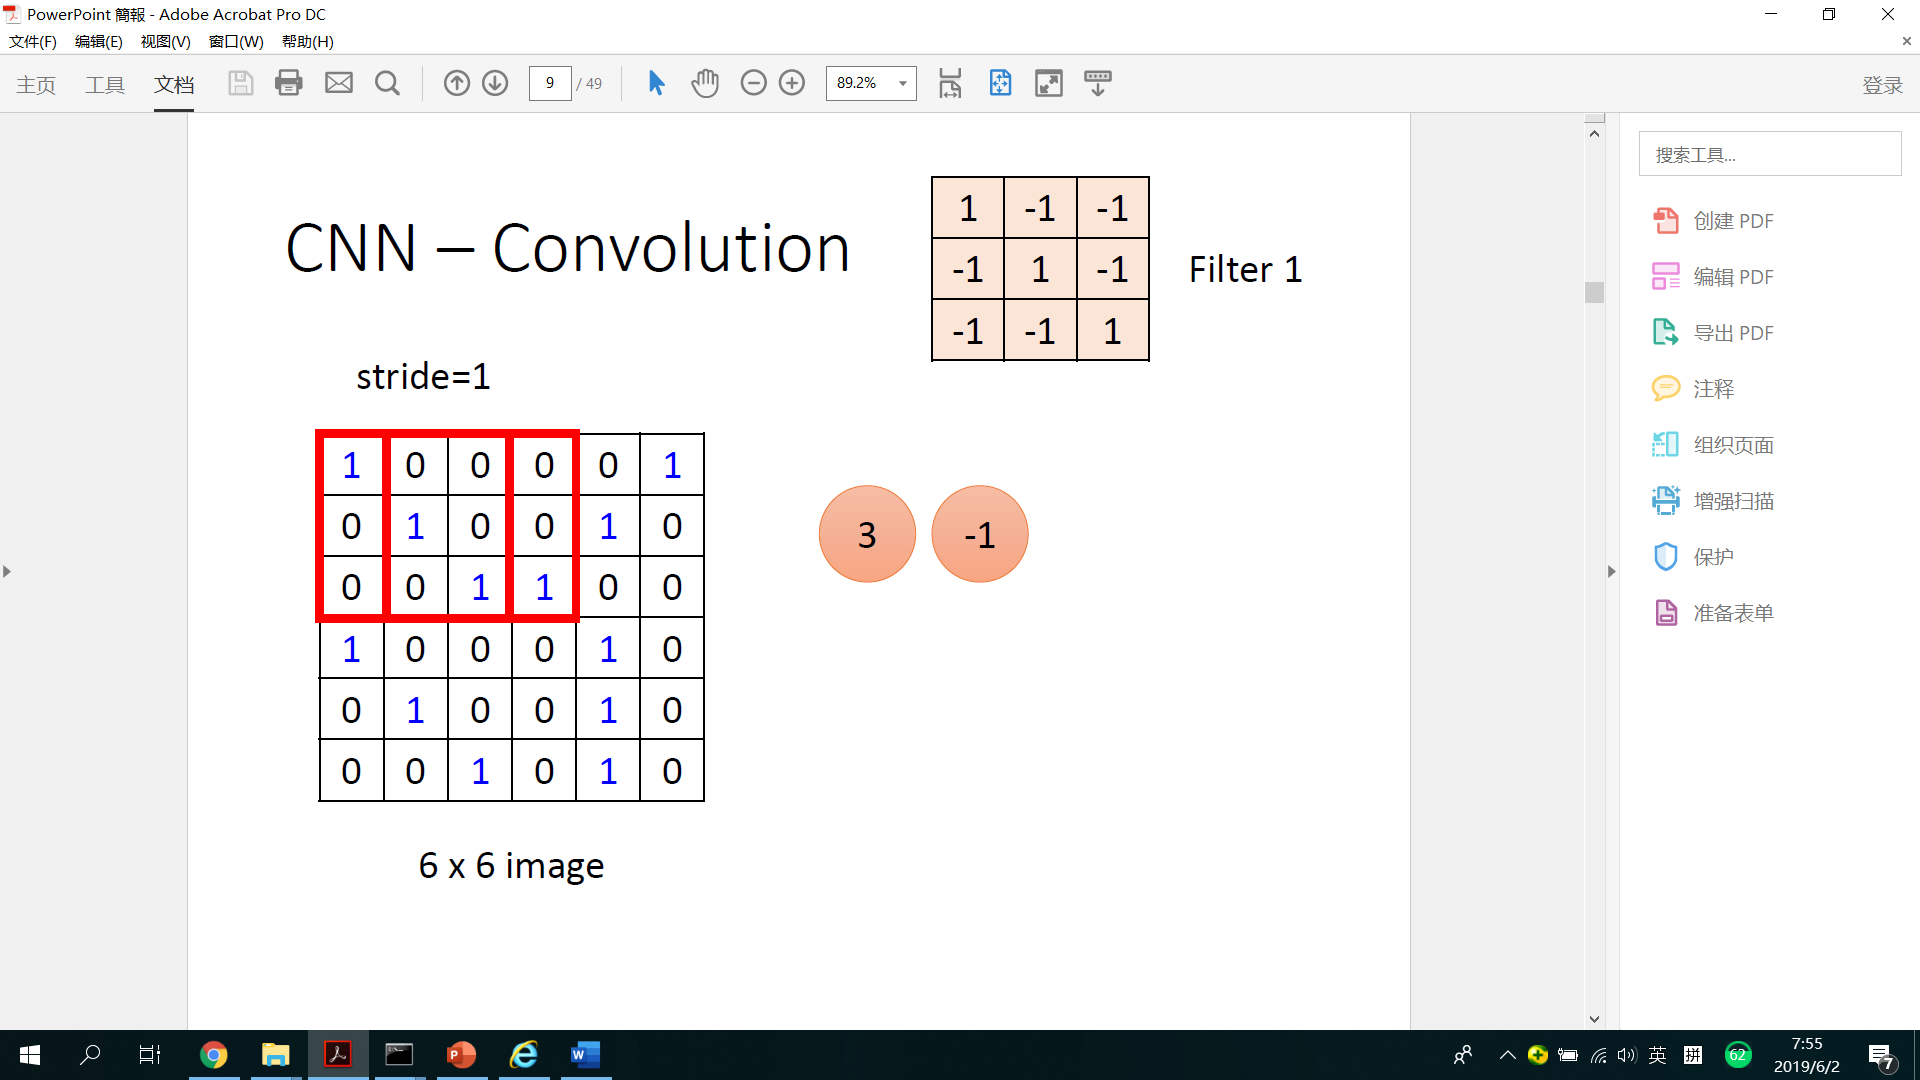 PowerPoint 簡報 - Adobe Acrobat Pro DC
文件(F) 编辑(E) 视图(V) 窗口(W) 帮助(H)
主页 工具 文档 9 / 49 89.2% 登录
搜索工具...
创建 PDF
编辑 PDF
导出 PDF
注释
组织页面
增强扫描
保护
准备表单
CNN – Convolution
1 -1 -1
-1 1 -1
-1 -1 1
Filter 1
stride=1
1 0 0 0 0 1
0 1 0 0 1 0
0 0 1 1 0 0
1 0 0 0 1 0
0 1 0 0 1 0
0 0 1 0 1 0
3 -1
6 x 6 image
英 拼 62 7:55 7
2019/6/2